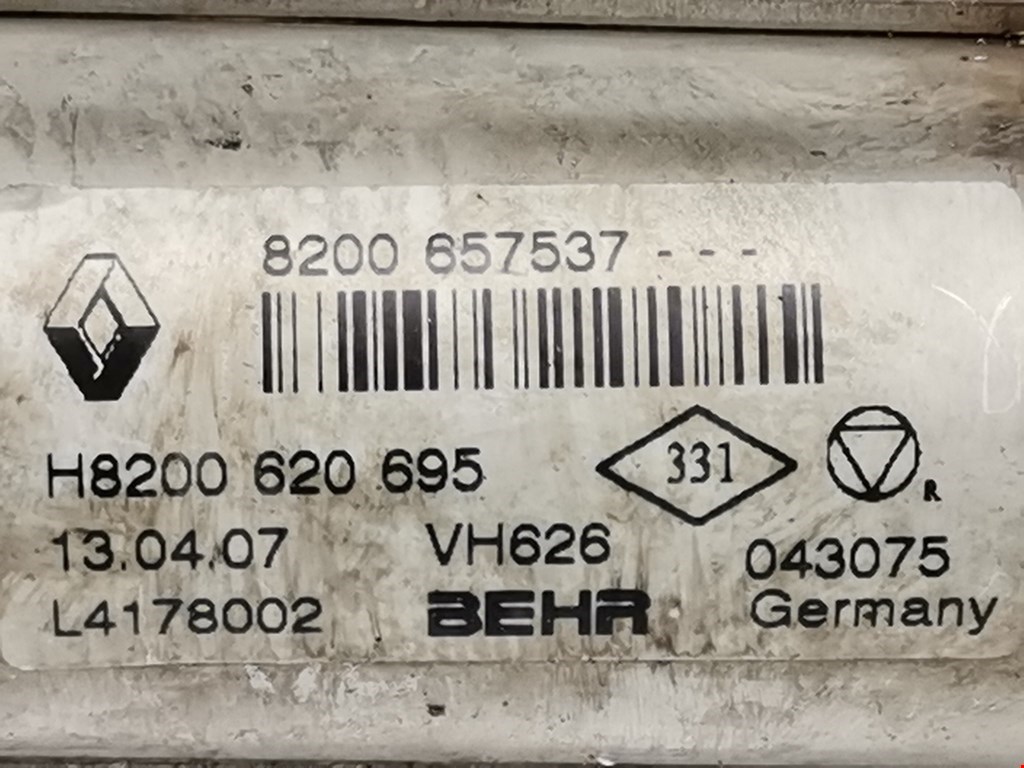 8200 657537 - - -
H8200 620 695
331
R
13.04.07 VH626 043075
L4178002 BEHR Germany